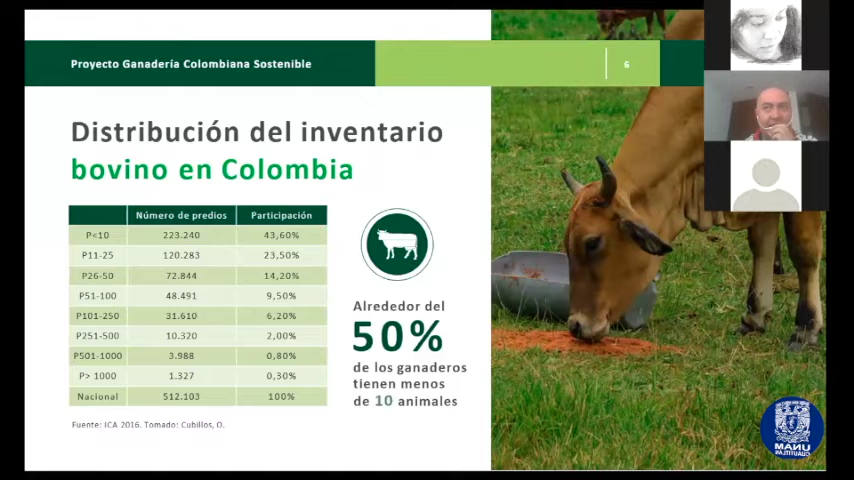 Proyecto Ganadería Colombiana Sostenible
6
Distribución del inventario
bovino en Colombia
Número de predios Participación
P<10 223.240 43,60%
P11-25 120.283 23,50%
P26-50 72.844 14,20%
P51-100 48.491 9,50%
P101-250 31.610 6,20%
P251-500 10.320 2,00%
P501-1000 3.988 0,80%
P> 1000 1.327 0,30%
Nacional 512.103 100%
Fuente: ICA 2016. Tomado: Cubillos, O.
Alrededor del
50%
de los ganaderos
tienen menos
de 10 animales
UNAM
CUAUTITLAN